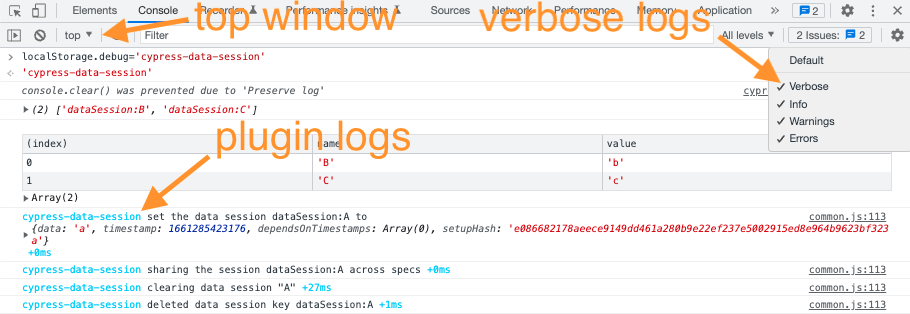 Elements Console Recorder Performance insights Sources Network Performance » 2
top window
verbose logs
top Filter All levels 2 Issues: 2
> localStorage.debug='cypress-data-session'
'cypress-data-session'
console.clear() was prevented due to 'Preserve log'
(2) ['dataSession:B', 'dataSession:C']
Default
Verbose
Info
Warnings
Errors
plugin logs
(index) name value
0 'B' 'b'
1 'C' 'c'
Array(2)
cypress-data-session set the data session dataSession:A to common.js:113
{data: 'a', timestamp: 1661285423176, dependsOnTimestamps: Array(0), setupHash: 'e086682178aeece9149dd461a280b9e22ef237e5002915ed8e964b9623bf323
a'}
+0ms
cypress-data-session sharing the session dataSession:A across specs +0ms common.js:113
cypress-data-session clearing data session "A" +27ms common.js:113
cypress-data-session deleted data session key dataSession:A +1ms common.js:113